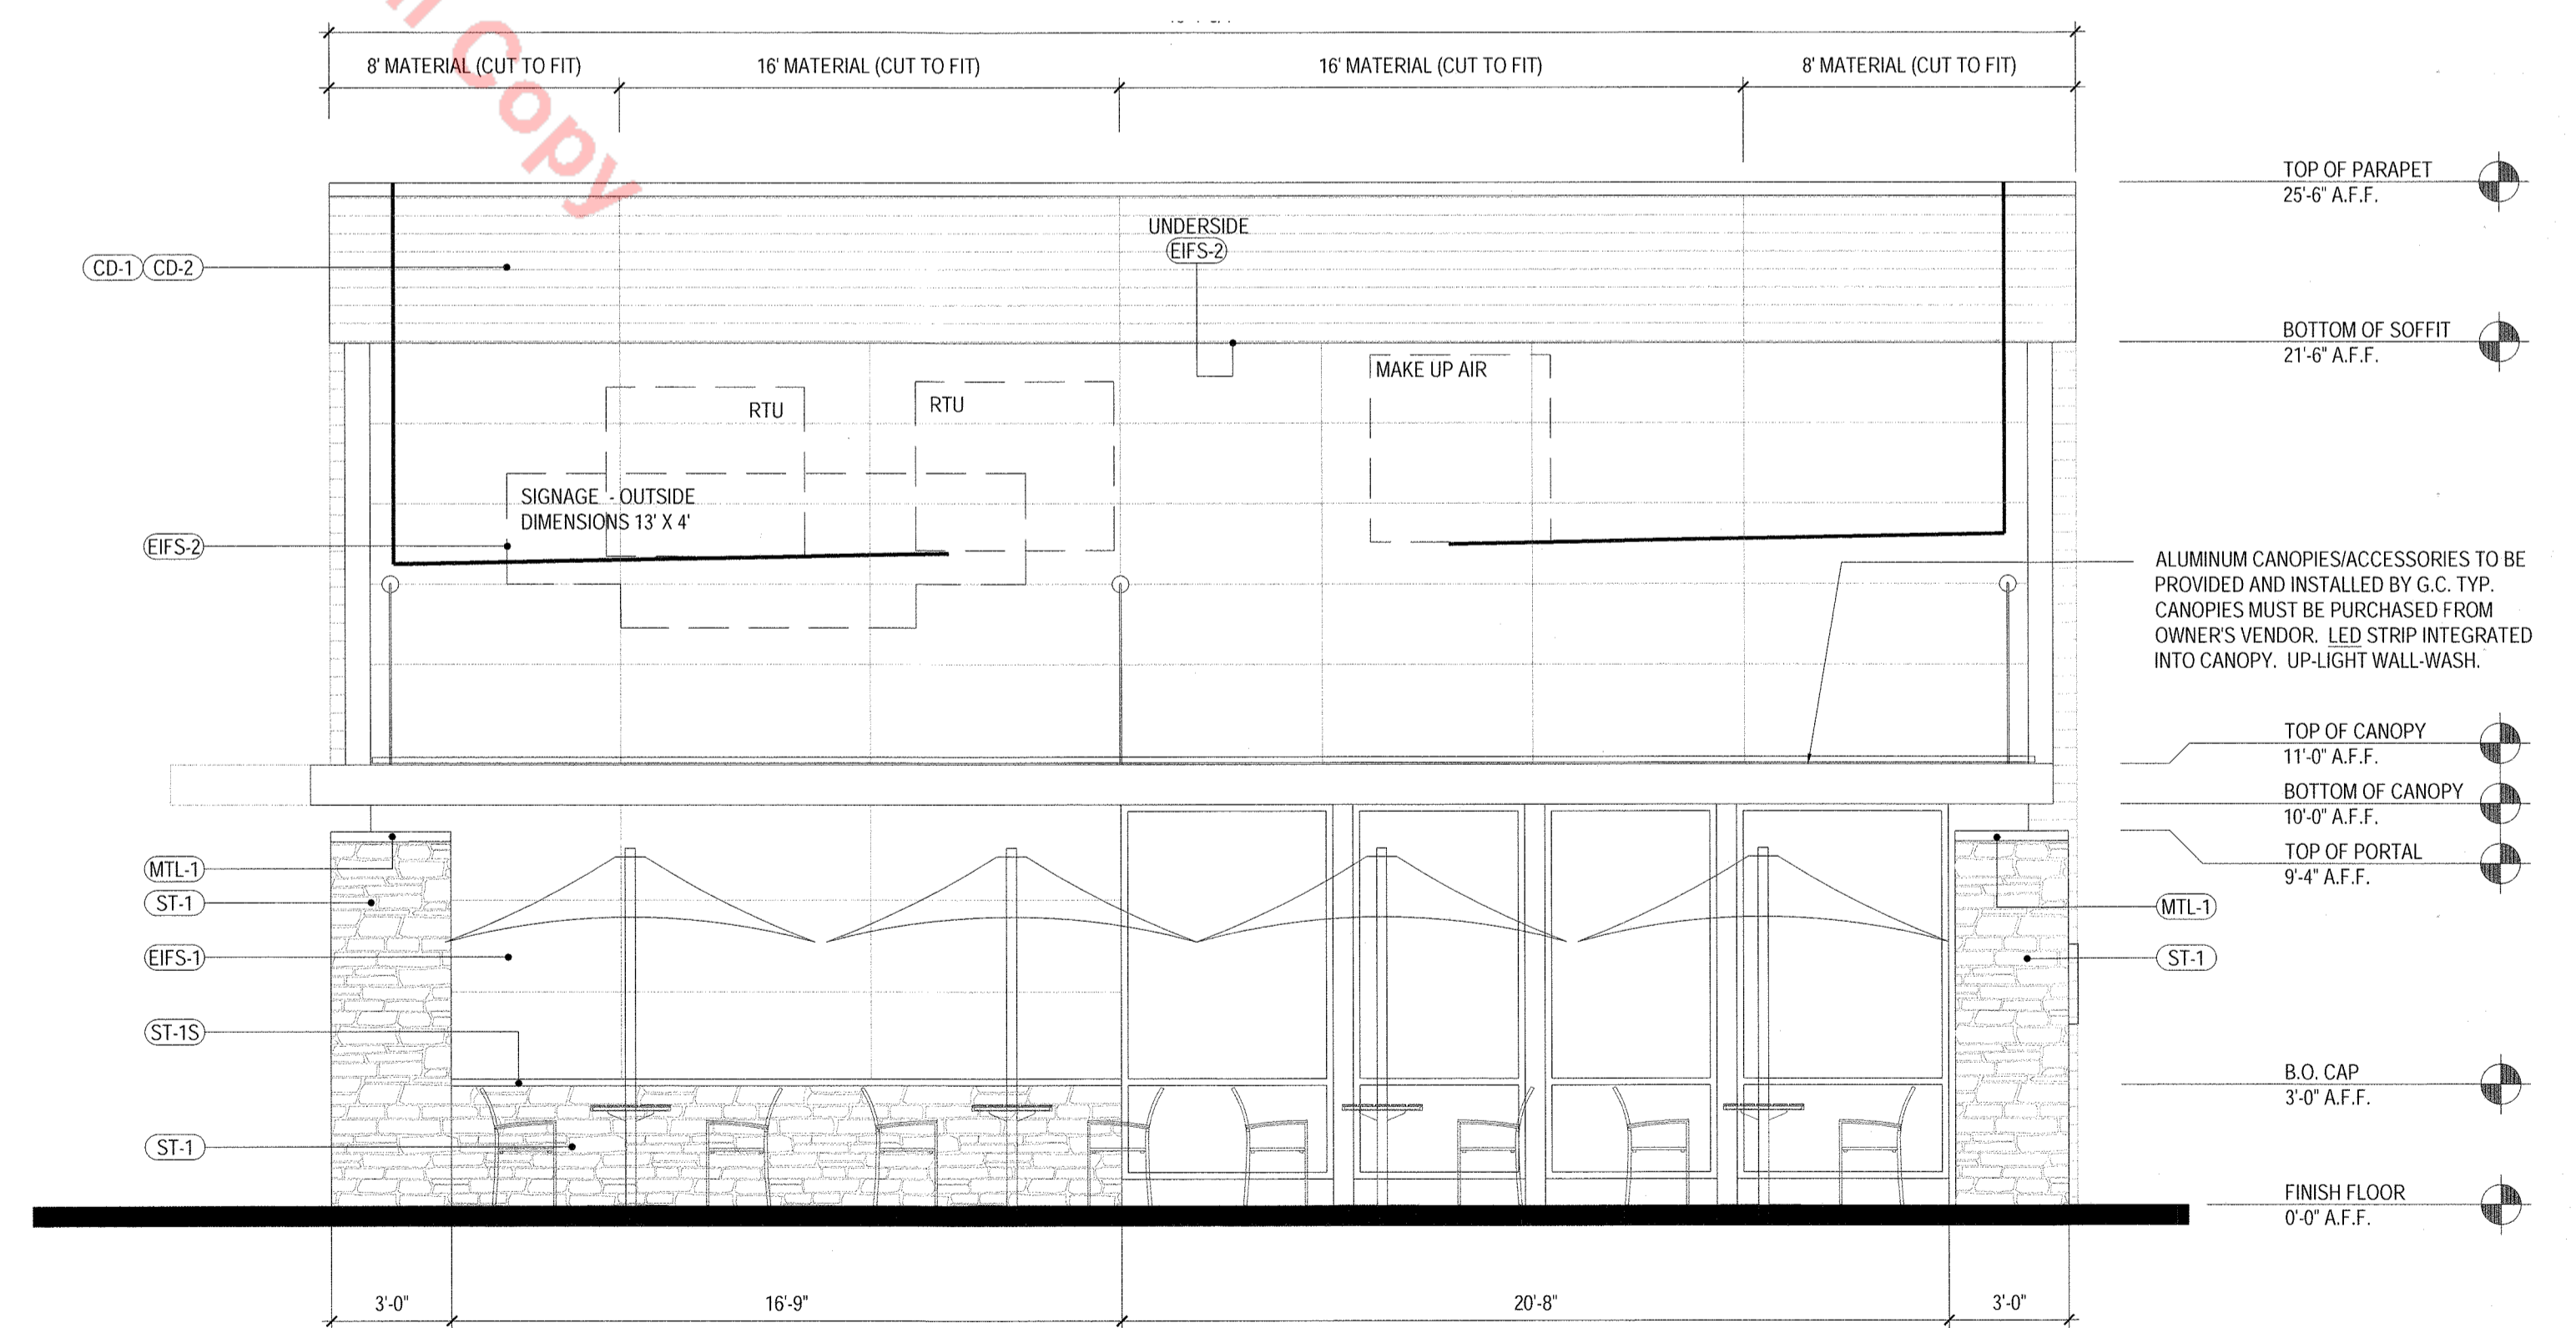 Copy
8' MATERIAL (CUT TO FIT)
16' MATERIAL (CUT TO FIT)
16' MATERIAL (CUT TO FIT)
8' MATERIAL (CUT TO FIT)
TOP OF PARAPET
25'-6" A.F.F.
UNDERSIDE
EIFS-2
CD-1
CD-2
BOTTOM OF SOFFIT
21'-6" A.F.F.
MAKE UP AIR
RTU
RTU
SIGNAGE - OUTSIDE
DIMENSIONS 13' X 4'
EIFS-2
ALUMINUM CANOPIES/ACCESSORIES TO BE
PROVIDED AND INSTALLED BY G.C. TYP.
CANOPIES MUST BE PURCHASED FROM
OWNER'S VENDOR. LED STRIP INTEGRATED
INTO CANOPY. UP-LIGHT WALL-WASH.
TOP OF CANOPY
11'-0" A.F.F.
BOTTOM OF CANOPY
10'-0" A.F.F.
TOP OF PORTAL
9'-4" A.F.F.
MTL-1
ST-1
EIFS-1
ST-1S
ST-1
MTL-1
ST-1
B.O. CAP
3'-0" A.F.F.
FINISH FLOOR
0'-0" A.F.F.
3'-0"
16'-9"
20'-8"
3'-0"